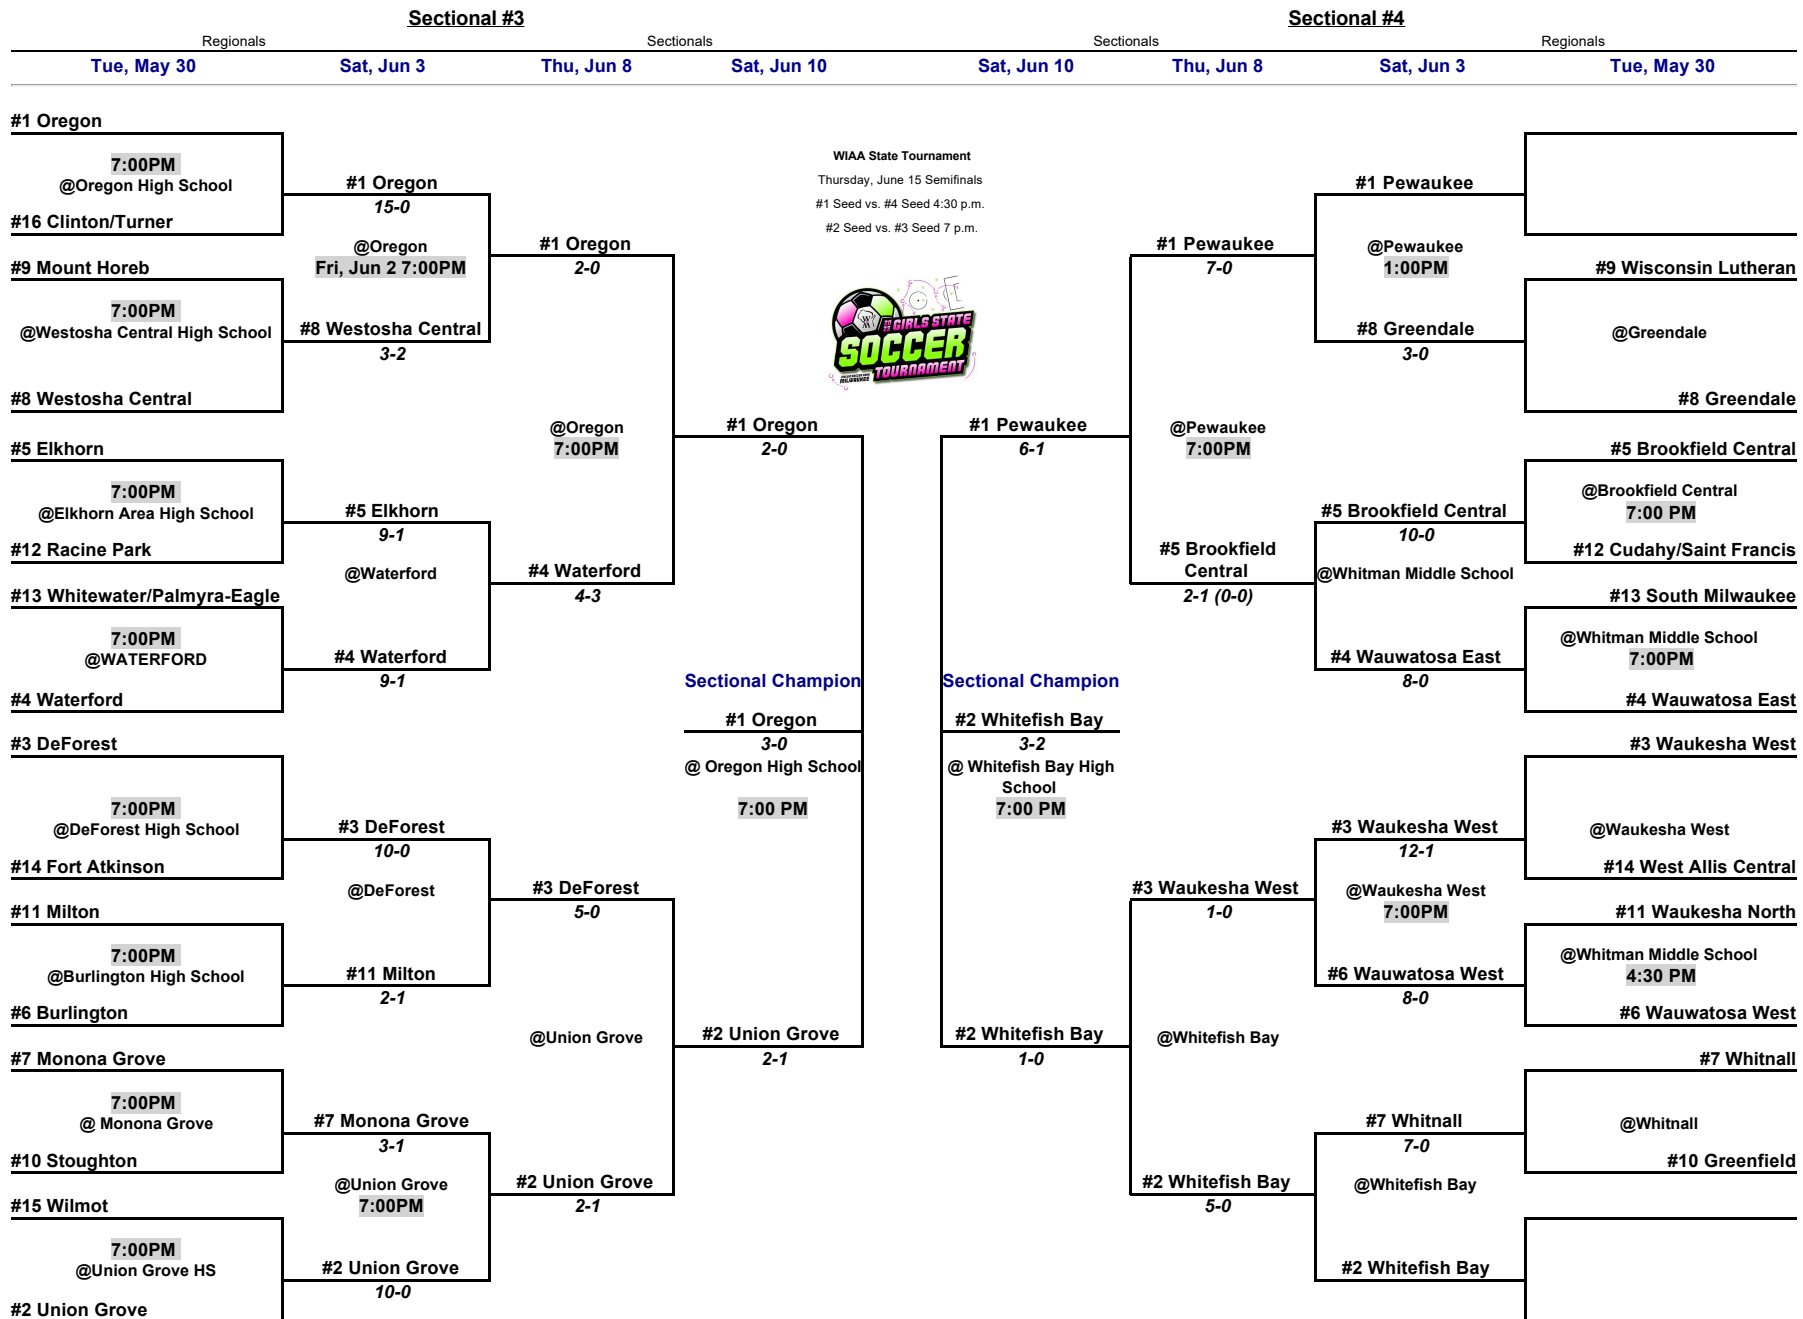 Sectional #3
Sectional #4
Regionals
Sectionals
Sectionals
Regionals
Tue, May 30
Sat, Jun 3
Thu, Jun 8
Sat, Jun 10
Sat, Jun 10
Thu, Jun 8
Sat, Jun 3
Tue, May 30
#1 Oregon
7:00PM
@Oregon High School
#16 Clinton/Turner
#9 Mount Horeb
7:00PM
@Westosha Central High School
#8 Westosha Central
#5 Elkhorn
7:00PM
@Elkhorn Area High School
#12 Racine Park
#13 Whitewater/Palmyra-Eagle
7:00PM
@WATERFORD
#4 Waterford
#3 DeForest
7:00PM
@DeForest High School
#14 Fort Atkinson
#11 Milton
7:00PM
@Burlington High School
#6 Burlington
#7 Monona Grove
7:00PM
@ Monona Grove
#10 Stoughton
#15 Wilmot
7:00PM
@Union Grove HS
#2 Union Grove
#1 Oregon
15-0
@Oregon
Fri, Jun 2 7:00PM
#8 Westosha Central
3-2
#5 Elkhorn
9-1
@Waterford
#4 Waterford
9-1
#3 DeForest
10-0
@DeForest
#11 Milton
2-1
#7 Monona Grove
3-1
@Union Grove
7:00PM
#2 Union Grove
10-0
#1 Oregon
2-0
@Oregon
7:00PM
#4 Waterford
4-3
#3 DeForest
5-0
@Union Grove
#2 Union Grove
2-1
#1 Oregon
2-0
Sectional Champion
#1 Oregon
3-0
@ Oregon High School
7:00 PM
#2 Union Grove
2-1
WIAA State Tournament
Thursday, June 15 Semifinals
#1 Seed vs. #4 Seed 4:30 p.m.
#2 Seed vs. #3 Seed 7 p.m.
GIRLS STATE
SOCCER
TOURNAMENT
MILWAUKEE
#1 Pewaukee
6-1
Sectional Champion
#2 Whitefish Bay
3-2
@ Whitefish Bay High
School
7:00 PM
#2 Whitefish Bay
1-0
#1 Pewaukee
7-0
@Pewaukee
7:00PM
#5 Brookfield
Central
2-1 (0-0)
#3 Waukesha West
1-0
@Whitefish Bay
#2 Whitefish Bay
5-0
#1 Pewaukee
@Pewaukee
1:00PM
#8 Greendale
3-0
#5 Brookfield Central
10-0
@Whitman Middle School
#4 Wauwatosa East
8-0
#3 Waukesha West
12-1
@Waukesha West
7:00PM
#6 Wauwatosa West
8-0
#7 Whitnall
7-0
@Whitefish Bay
#2 Whitefish Bay
#9 Wisconsin Lutheran
@Greendale
#8 Greendale
#5 Brookfield Central
@Brookfield Central
7:00 PM
#12 Cudahy/Saint Francis
#13 South Milwaukee
@Whitman Middle School
7:00PM
#4 Wauwatosa East
#3 Waukesha West
@Waukesha West
#14 West Allis Central
#11 Waukesha North
@Whitman Middle School
4:30 PM
#6 Wauwatosa West
#7 Whitnall
@Whitnall
#10 Greenfield